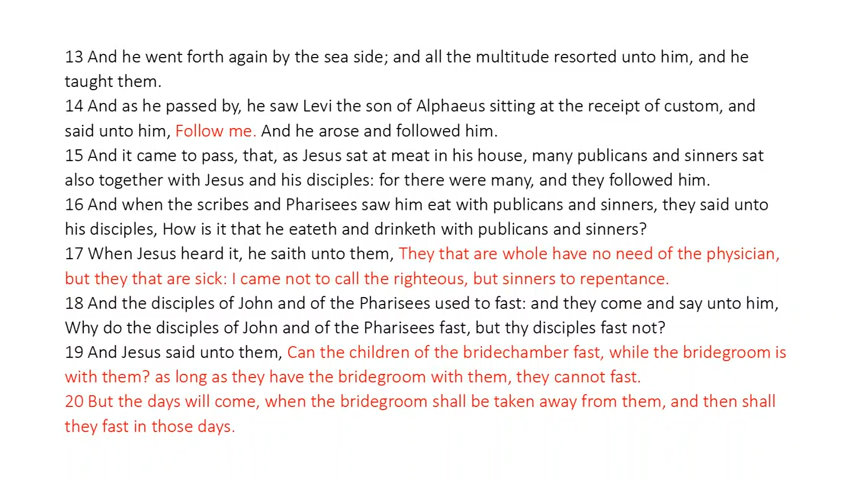 13 And he went forth again by the sea side; and all the multitude resorted unto him, and he
taught them.
14 And as he passed by, he saw Levi the son of Alphaeus sitting at the receipt of custom, and
said unto him, Follow me. And he arose and followed him.
15 And it came to pass, that, as Jesus sat at meat in his house, many publicans and sinners sat
also together with Jesus and his disciples: for there were many, and they followed him.
16 And when the scribes and Pharisees saw him eat with publicans and sinners, they said unto
his disciples, How is it that he eateth and drinketh with publicans and sinners?
17 When Jesus heard it, he saith unto them, They that are whole have no need of the physician,
but they that are sick: I came not to call the righteous, but sinners to repentance.
18 And the disciples of John and of the Pharisees used to fast: and they come and say unto him,
Why do the disciples of John and of the Pharisees fast, but thy disciples fast not?
19 And Jesus said unto them, Can the children of the bridechamber fast, while the bridegroom is
with them? as long as they have the bridegroom with them, they cannot fast.
20 But the days will come, when the bridegroom shall be taken away from them, and then shall
they fast in those days.